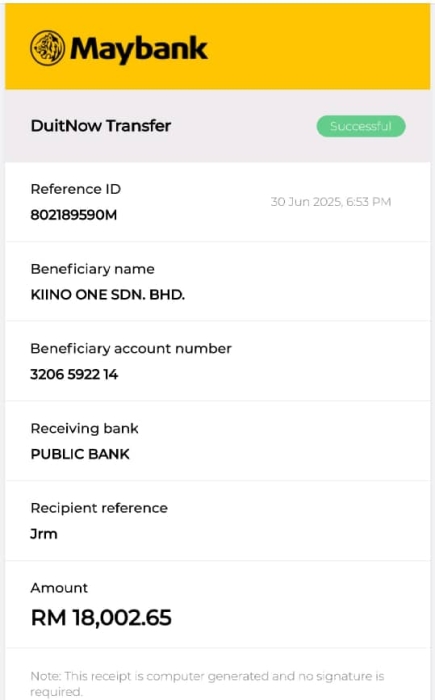 Maybank
DuitNow Transfer
Successful
Reference ID
30 Jun 2025, 6:53 PM
802189590M
Beneficiary name
KIINO ONE SDN. BHD.
Beneficiary account number
3206 5922 14
Receiving bank
PUBLIC BANK
Recipient reference
Jrm
Amount
RM 18,002.65
Note: This receipt is computer generated and no signature is
required.